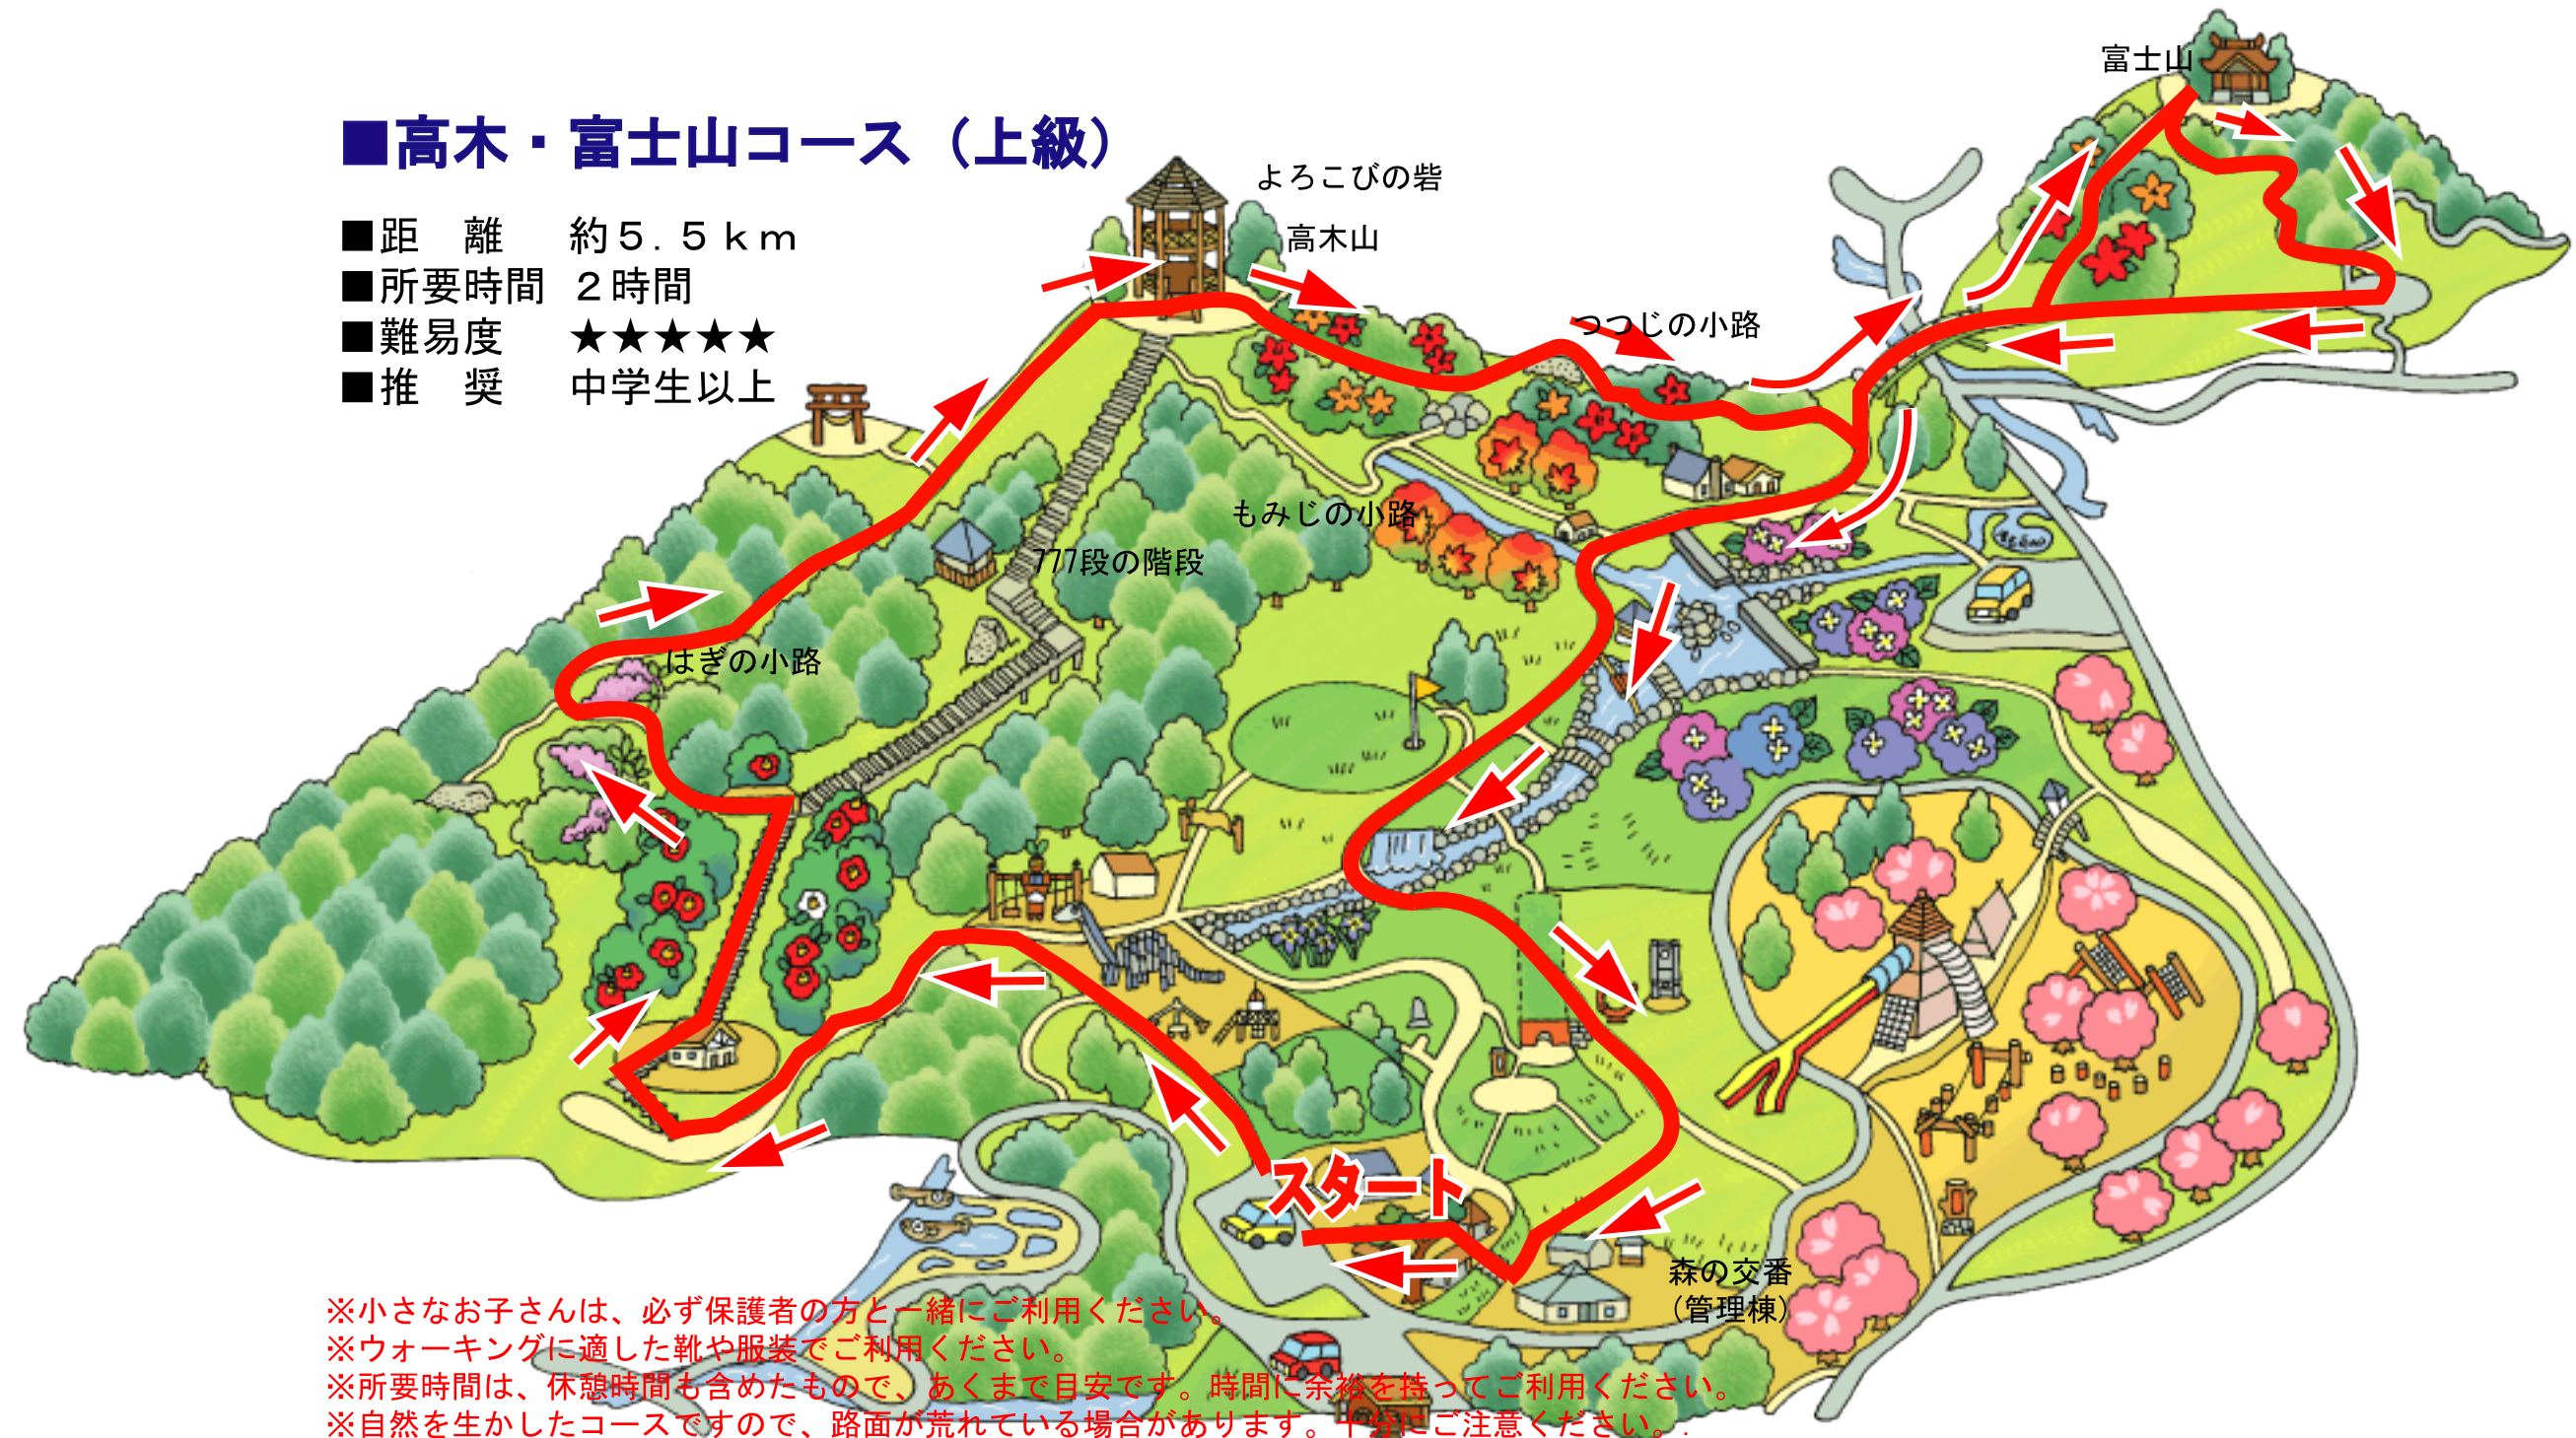 ■高木・富士山コース（上級）
■距　離　約５．５ｋｍ
■所要時間　２時間
■難易度　★★★★★
■推　奨　中学生以上
富士山
よろこびの砦
高木山
つつじの小路
もみじの小路
777段の階段
はぎの小路
スタート
森の交番
（管理棟）
※小さなお子さんは、必ず保護者の方と一緒にご利用ください。
※ウォーキングに適した靴や服装でご利用ください。
※所要時間は、休憩時間も含めたもので、あくまで目安です。時間に余裕を持ってご利用ください。
※自然を生かしたコースですので、路面が荒れている場合があります。十分にご注意ください。.